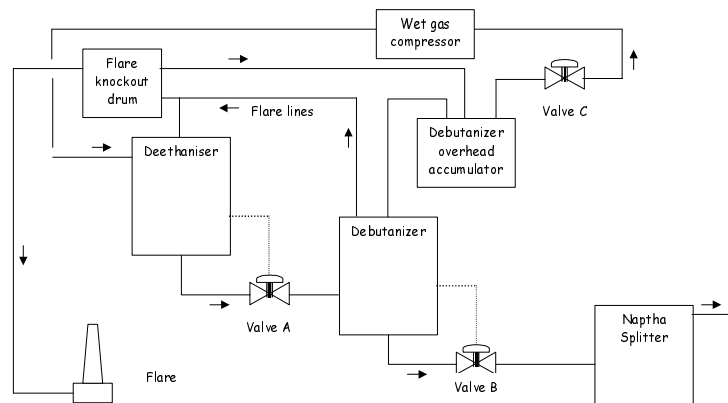 Wet gas
compressor
Flare
knockout
drum
Flare lines
Valve C
Debutanizer
overhead
accumulator
Deethaniser
Debutanizer
Valve A
Naptha
Splitter
Flare
Valve B